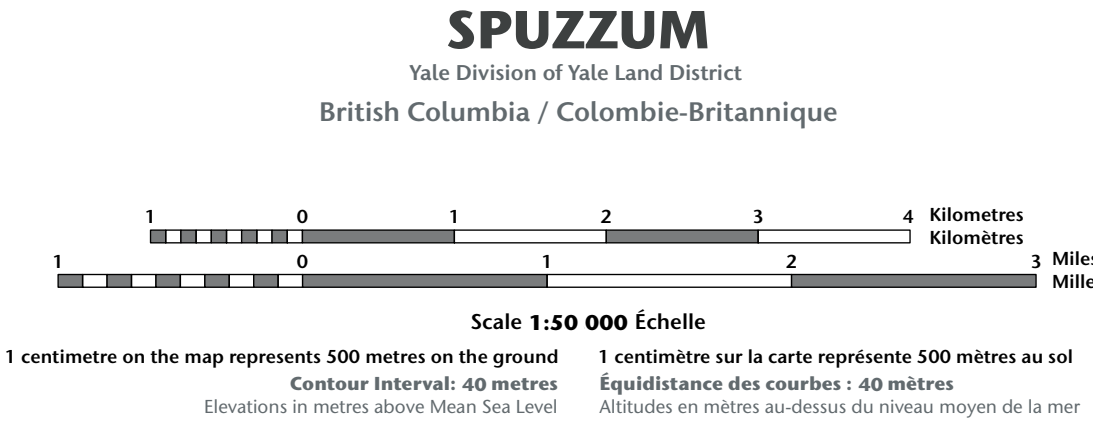 SPUZZUM
Yale Division of Yale Land District
British Columbia / Colombie-Britannique
1 0 1 2 3 4 Kilometres
Kilomètres
1 0 1 2 3 Miles
Mille
Scale 1:50 000 Échelle
1 centimetre on the map represents 500 metres on the ground
Contour Interval: 40 metres
Elevations in metres above Mean Sea Level
1 centimètre sur la carte représente 500 mètres au sol
Équidistance des courbes : 40 mètres
Altitudes en mètres au-dessus du niveau moyen de la mer